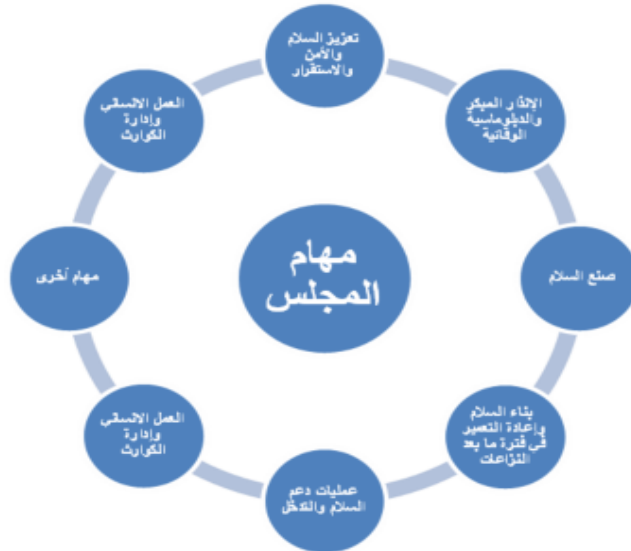 تعزيز السلام
والأمن
والاستقرار
الإنذار المبكر
والدبلوماسية
الوقائية
صنع السلام
بناء السلام
وإعادة التعمير
في فترة ما بعد
النزاعات
عمليات دعم
السلام والتدخّل
العمل الانساني
وإدارة
الكوارث
مهام أخرى
العمل الانساني
وإدارة
الكوارث
مهام
المجلس